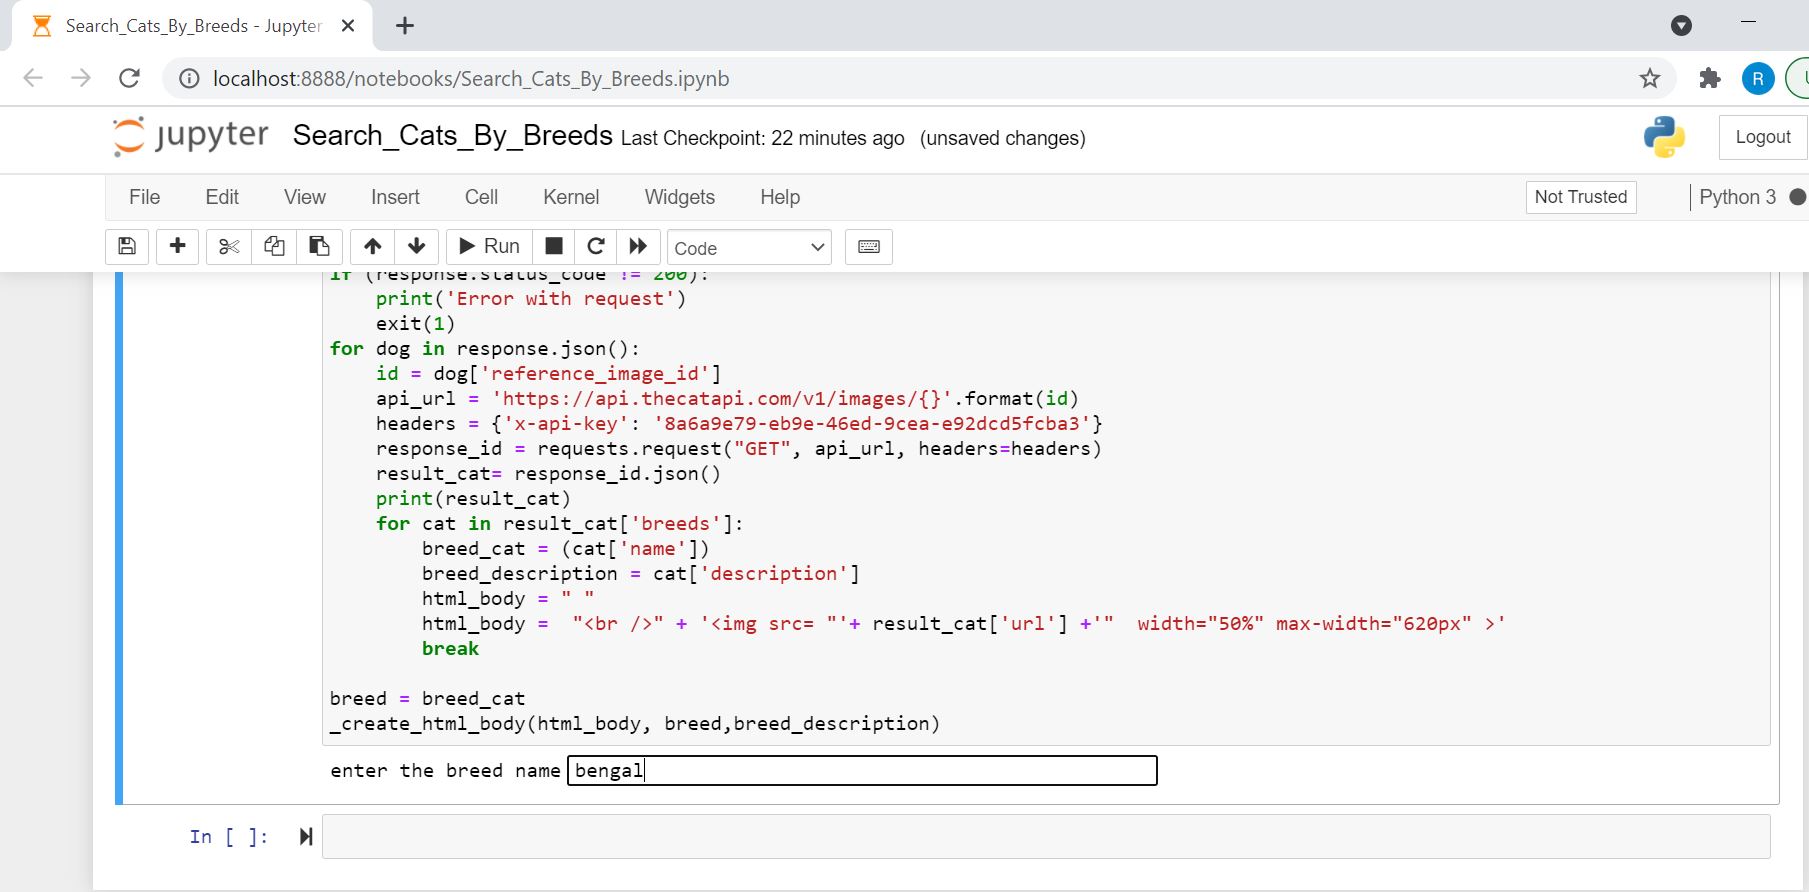 Search_Cats_By_Breeds - Jupyter
localhost:8888/notebooks/Search_Cats_By_Breeds.ipynb
R
jupyter Search_Cats_By_Breeds Last Checkpoint: 22 minutes ago (unsaved changes)
Logout
File Edit View Insert Cell Kernel Widgets Help
Not Trusted
Python 3
Run
Code
if (response.status_code != 200):
    print('Error with request')
    exit(1)
for dog in response.json():
    id = dog['reference_image_id']
    api_url = 'https://api.thecatapi.com/v1/images/{}'.format(id)
    headers = {'x-api-key': '8a6a9e79-eb9e-46ed-9cea-e92dcd5fcba3'}
    response_id = requests.request("GET", api_url, headers=headers)
    result_cat= response_id.json()
    print(result_cat)
    for cat in result_cat['breeds']:
        breed_cat = (cat['name'])
        breed_description = cat['description']
        html_body = " "
        html_body =  "<br />" + '<img src= "'+ result_cat['url'] +'"  width="50%" max-width="620px" >'
        break
breed = breed_cat
_create_html_body(html_body, breed,breed_description)
enter the breed name bengal
In [ ]: